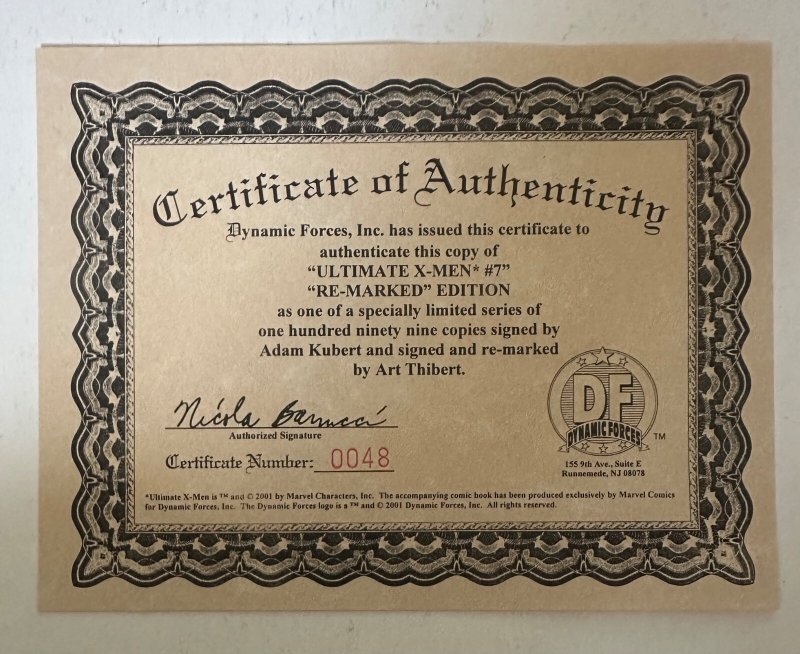 Certificate of Authenticity
Dynamic Forces, Inc. has issued this certificate to
authenticate this copy of
“ULTIMATE X-MEN* #7”
“RE-MARKED” EDITION
as one of a specially limited series of
one hundred ninety nine copies signed by
Adam Kubert and signed and re-marked
by Art Thibert.
Nicola Barrucci
Authorized Signature
Certificate Number: 0048
DF
DYNAMIC FORCES
TM
155 9th Ave., Suite E
Runnemede, NJ 08078
*Ultimate X-Men is ™ and © 2001 by Marvel Characters, Inc. The accompanying comic book has been produced exclusively by Marvel Comics
for Dynamic Forces, Inc. The Dynamic Forces logo is a ™ and © 2001 Dynamic Forces, Inc. All rights reserved.